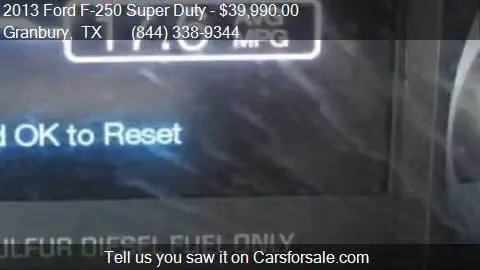 2013 Ford F-250 Super Duty - $39,990.00
Granbury, TX (844) 338-9344
MPG
OK to Reset
DIESEL FUEL ONLY
Tell us you saw it on Carsforsale.com